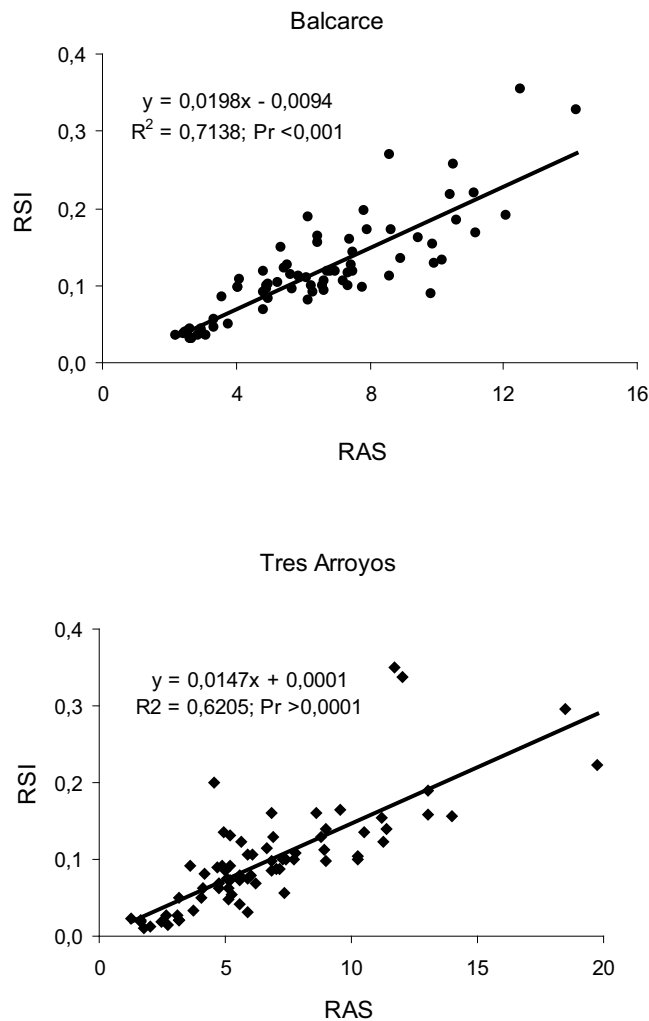 Balcarce
0,4
y = 0,0198x - 0,0094
R² = 0,7138; Pr <0,001
0,3
RSI
0,2
0,1
0,0
0 4 8 12 16
RAS
Tres Arroyos
0,4
y = 0,0147x + 0,0001
R2 = 0,6205; Pr >0,0001
0,3
RSI
0,2
0,1
0,0
0 5 10 15 20
RAS